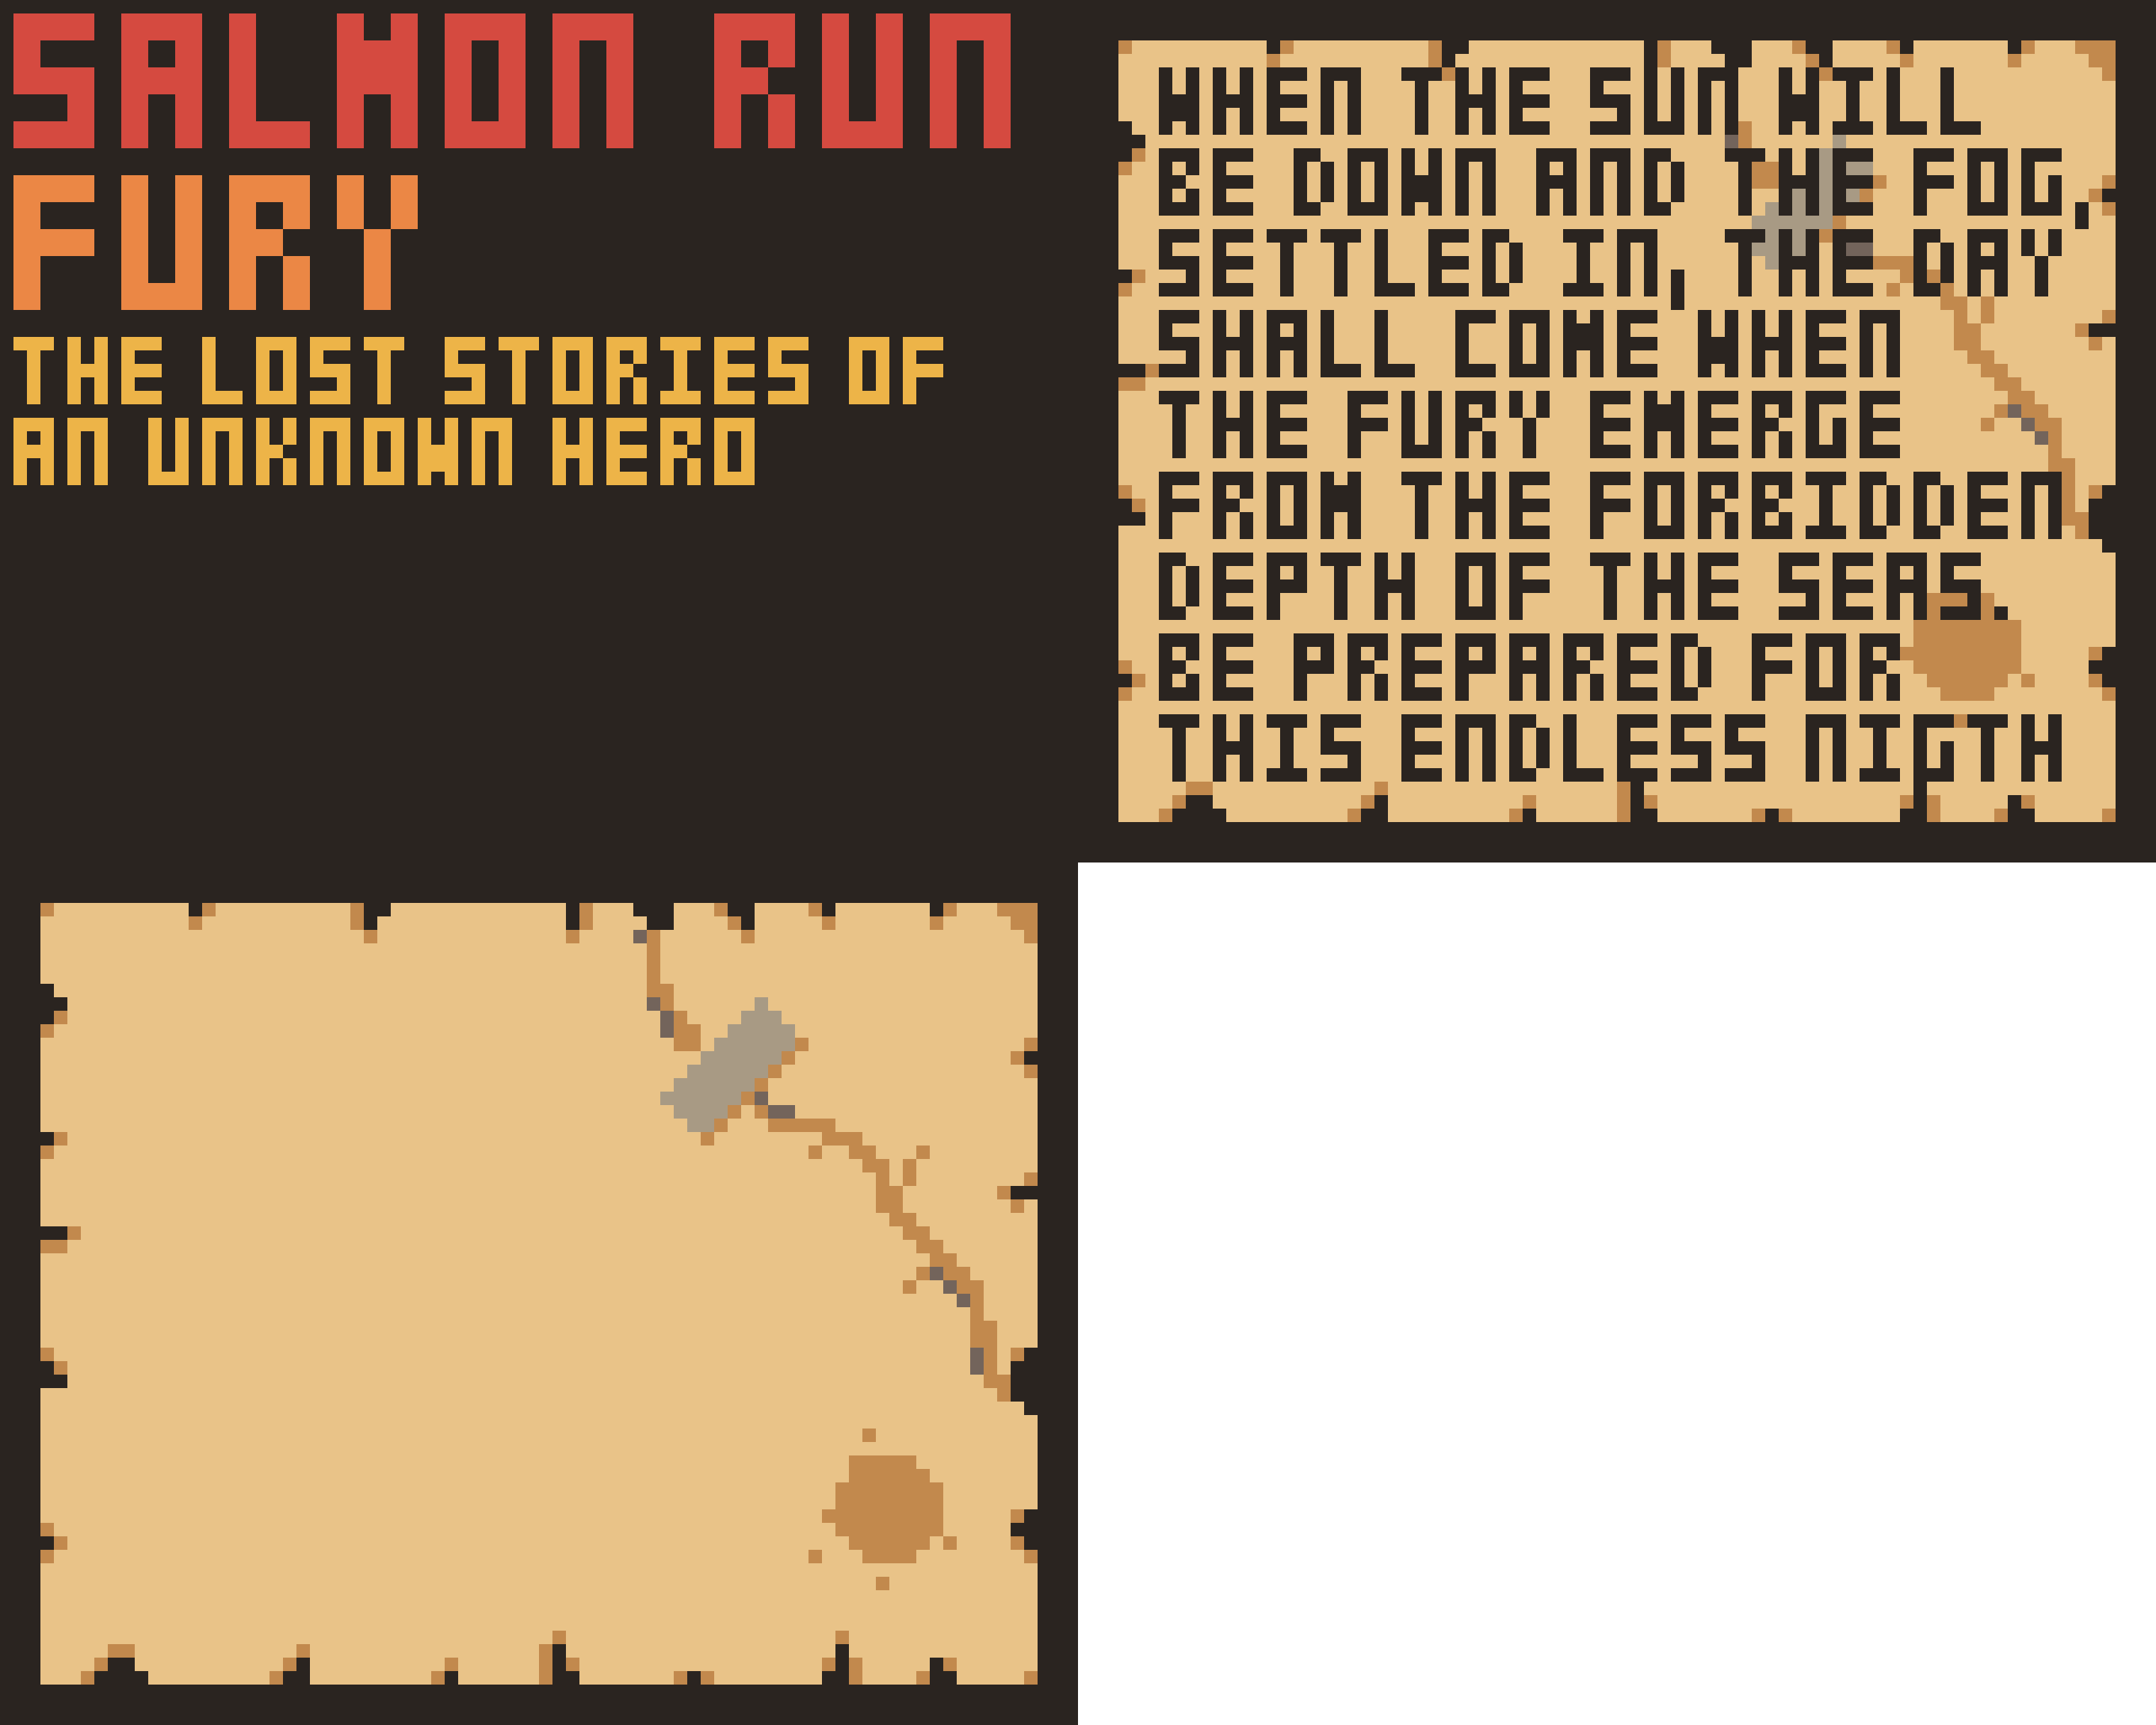 SALMON RUN
FURY
THE LOST STORIES OF
AN UNKNOWN HERO
WHEN THE SUN WILL
BE DOWN AND THE FOG,
SETTLED IN, THE DAY
SHALL COME WHEN
THE FURY EMERGE
FROM THE FORBIDDEN
DEPTH OF THE SEAS.
BE PREPARED FOR
THIS ENDLESS NIGTH